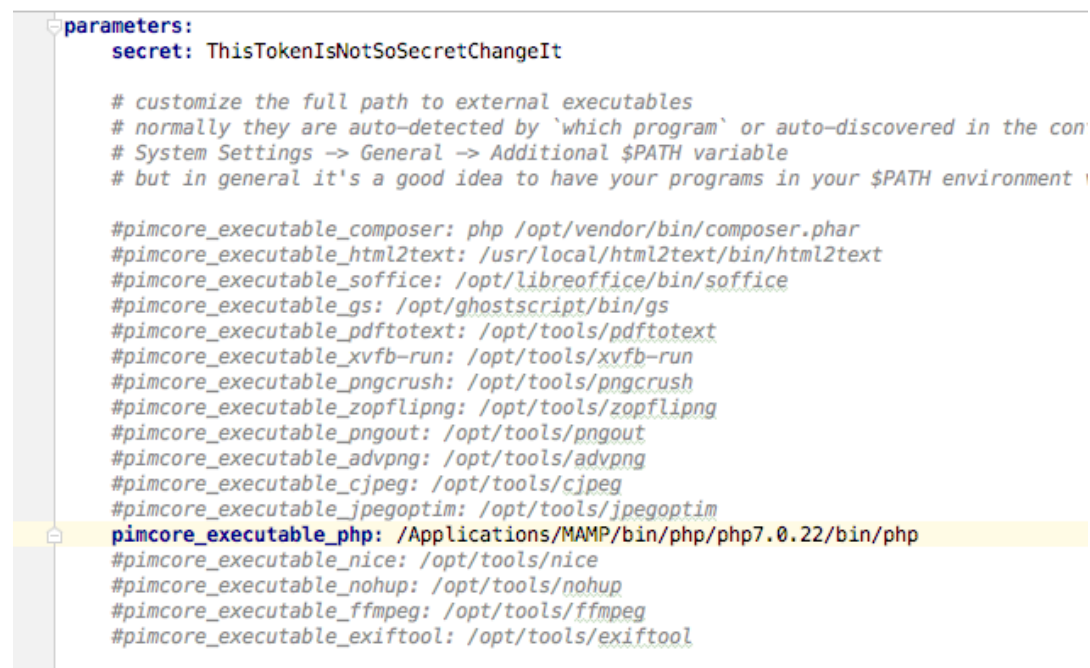 parameters:
secret: ThisTokenIsNotSoSecretChangeIt
# customize the full path to external executables
# normally they are auto-detected by `which program` or auto-discovered in the
# System Settings -> General -> Additional $PATH variable
# but in general it's a good idea to have your programs in your $PATH environment
#pimcore_executable_composer: php /opt/vendor/bin/composer.phar
#pimcore_executable_html2text: /usr/local/html2text/bin/html2text
#pimcore_executable_soffice: /opt/libreoffice/bin/soffice
#pimcore_executable_gs: /opt/ghostscript/bin/gs
#pimcore_executable_pdftotext: /opt/tools/pdftotext
#pimcore_executable_xvfb-run: /opt/tools/xvfb-run
#pimcore_executable_pngcrush: /opt/tools/pngcrush
#pimcore_executable_zopflipng: /opt/tools/zopflipng
#pimcore_executable_pngout: /opt/tools/pngout
#pimcore_executable_advpng: /opt/tools/advpng
#pimcore_executable_cjpeg: /opt/tools/cjpeg
#pimcore_executable_jpegoptim: /opt/tools/jpegoptim
pimcore_executable_php: /Applications/MAMP/bin/php/php7.0.22/bin/php
#pimcore_executable_nice: /opt/tools/nice
#pimcore_executable_nohup: /opt/tools/nohup
#pimcore_executable_ffmpeg: /opt/tools/ffmpeg
#pimcore_executable_exiftool: /opt/tools/exiftool